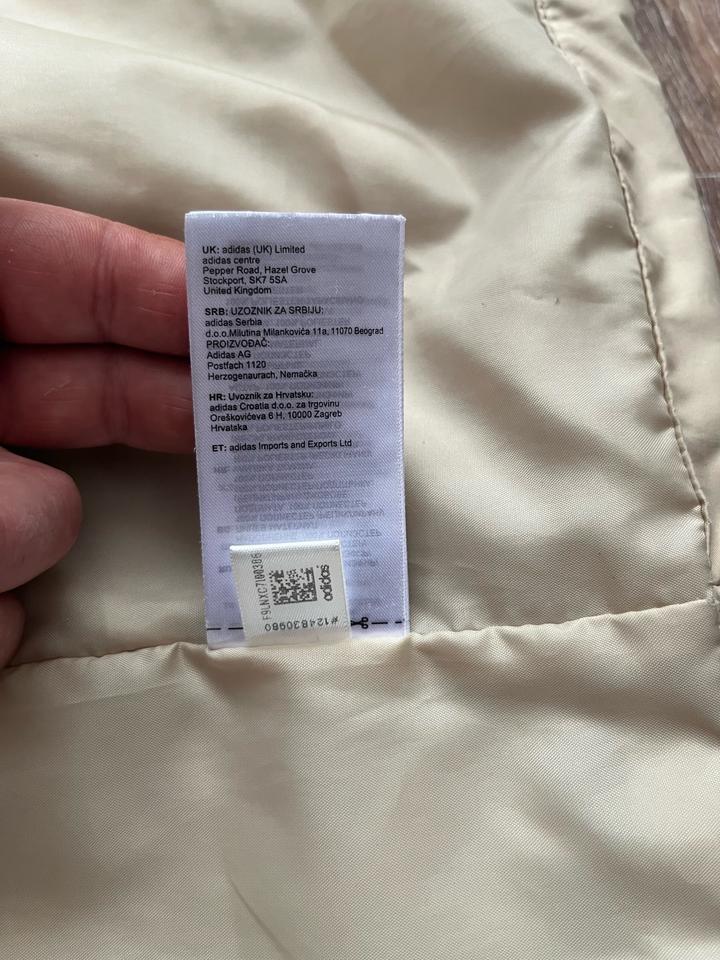 UK: adidas (UK) Limited
adidas centre
Pepper Road, Hazel Grove
Stockport, SK7 5SA
United Kingdom
SRB: UZOZNIK ZA SRBIJU:
adidas Serbia
d.o.o.Milutina Milankovića 11a, 11070 Beograd
PROIZVOĐAČ:
Adidas AG
Postfach 1120
Herzogenaurach, Nemačka
HR: Uvoznik za Hrvatsku:
adidas Croatia d.o.o. za trgovinu
Oreškovićeva 6 H, 10000 Zagreb
Hrvatska
ET: adidas Imports and Exports Ltd
adidas
#124830980